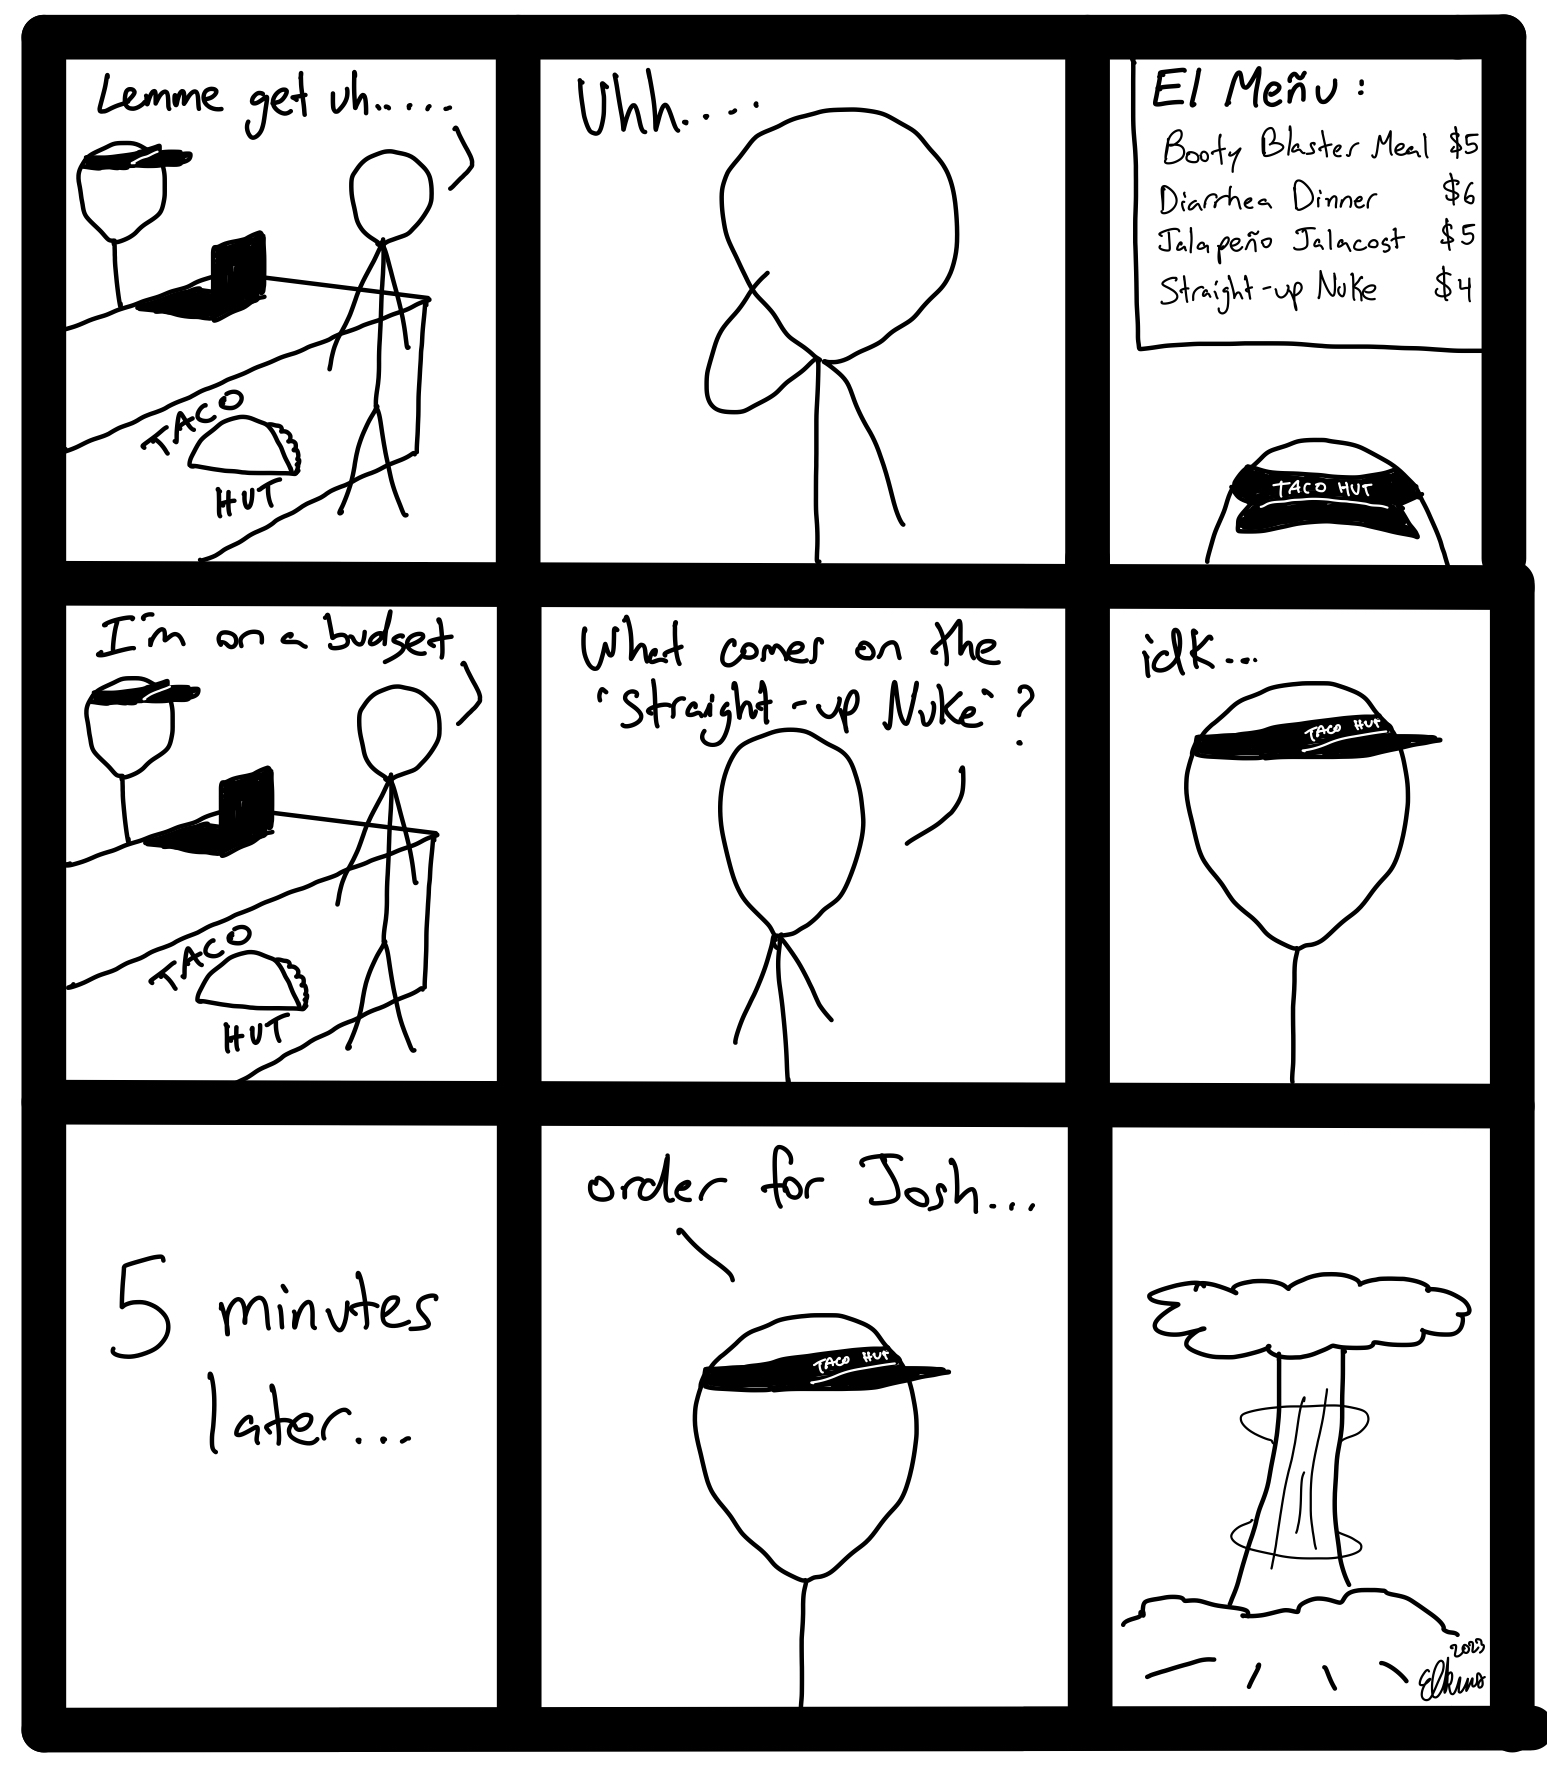 Lemme get uh.....
TACO
HUT
Uhh....
El Meñu:
Booty Blaster Meal $5
Diarrhea Dinner $6
Jalapeño Jalacost $5
Straight-up Nuke $4
TACO HUT
I'm on a budget
TACO
HUT
What comes on the
"Straight-up Nuke"?
idk...
TACO HUT
5 minutes
later...
order for Josh...
TACO HUT
2023
Elkins